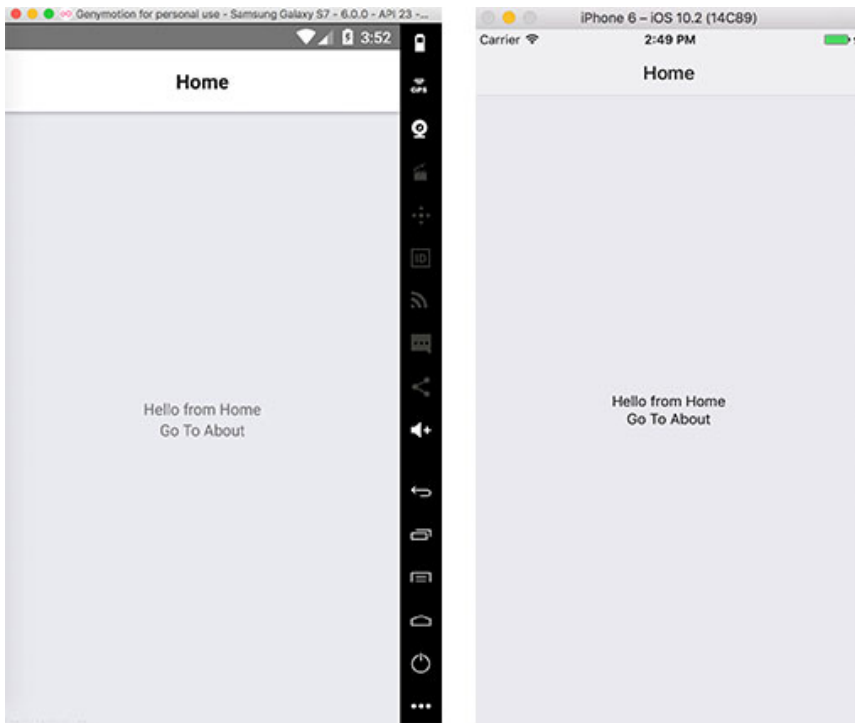 Genymotion for personal use - Samsung Galaxy S7 - 6.0.0 - API 23 -...
3:52
Home
GPS
ID
Hello from Home
Go To About
iPhone 6 – iOS 10.2 (14C89)
Carrier
2:49 PM
Home
Hello from Home
Go To About